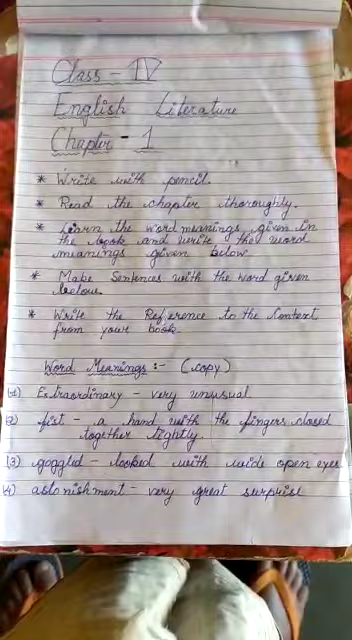 Class - IV
English Literature
Chapter - 1
* Write with pencil.
* Read the chapter thoroughly.
* Learn the word meanings given in
the book and write the word
meanings given below
* Make Sentences with the word given
below.
* Write the Reference to the Context
from your book
Word Meanings :- (copy)
(1) Extraordinary - very unusual
(2) fist - a hand with the fingers closed
together tightly.
(3) goggled - looked with wide open eyes
(4) astonishment - very great surprise